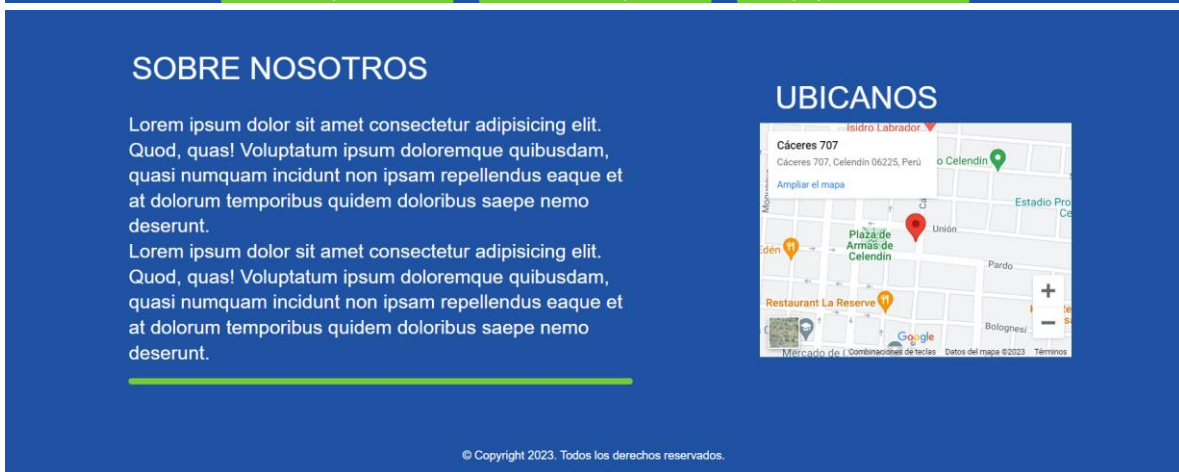 SOBRE NOSOTROS
Lorem ipsum dolor sit amet consectetur adipisicing elit.
Quod, quas! Voluptatum ipsum doloremque quibusdam,
quasi numquam incidunt non ipsam repellendus eaque et
at dolorum temporibus quidem doloribus saepe nemo
deserunt.
Lorem ipsum dolor sit amet consectetur adipisicing elit.
Quod, quas! Voluptatum ipsum doloremque quibusdam,
quasi numquam incidunt non ipsam repellendus eaque et
at dolorum temporibus quidem doloribus saepe nemo
deserunt.
UBICANOS
Isidro Labrador
Cáceres 707
Cáceres 707, Celendín 06225, Perú
Ampliar el mapa
o Celendín
Estadio Pro
Ce
Unión
Plaza de
Armas de
Celendín
Edén
Pardo
Restaurant La Reserve
Bolognesi
Google
Mercado de
Combinaciones de teclas
Datos del mapa ©2023
Términos
© Copyright 2023. Todos los derechos reservados.